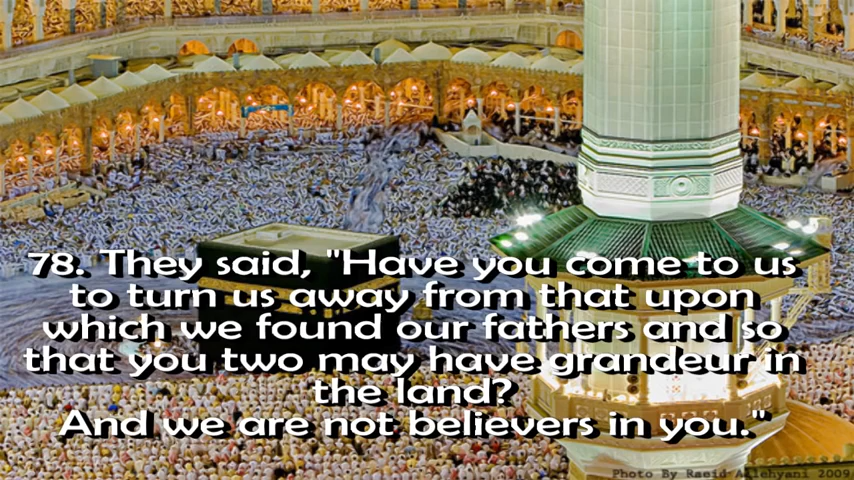 78. They said, "Have you come to us
to turn us away from that upon
which we found our fathers and so
that you two may have grandeur in
the land?
And we are not believers in you."
Photo By Raeid Allehyani 2009